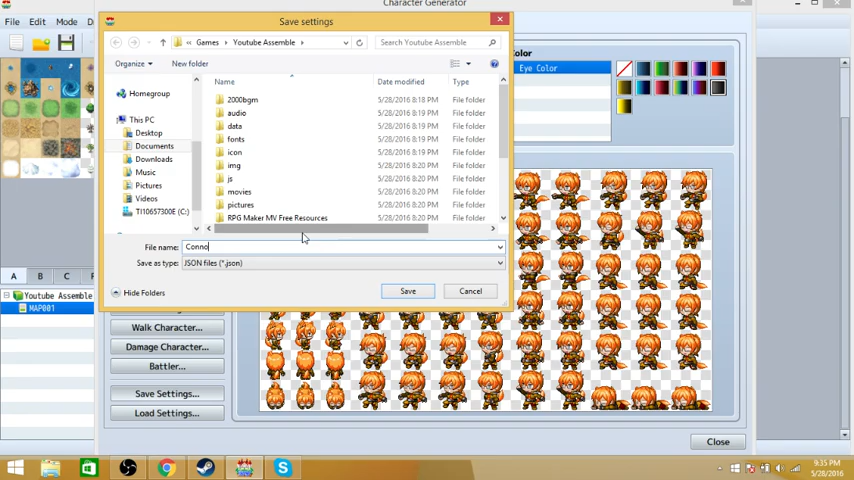 Character Generator
File Edit Mode D
Save settings
« Games ▸ Youtube Assemble ▸
Search Youtube Assemble
Organize New folder
Name Date modified Type
Homegroup
This PC
Desktop
Documents
Downloads
Music
Pictures
Videos
TI10657300E (C:)
2000bgm 5/28/2016 8:18 PM File folder
audio 5/28/2016 8:19 PM File folder
data 5/28/2016 8:19 PM File folder
fonts 5/28/2016 8:19 PM File folder
icon 5/28/2016 8:19 PM File folder
img 5/28/2016 8:20 PM File folder
js 5/28/2016 8:20 PM File folder
movies 5/28/2016 8:20 PM File folder
pictures 5/28/2016 8:20 PM File folder
RPG Maker MV Free Resources 5/28/2016 8:20 PM File folder
File name: Conno
Save as type: JSON files (*.json)
Hide Folders Save Cancel
Color
Eye Color
A B C
Youtube Assemble
MAP001
Walk Character...
Damage Character...
Battler...
Save Settings...
Load Settings...
Close
9:35 PM
5/28/2016